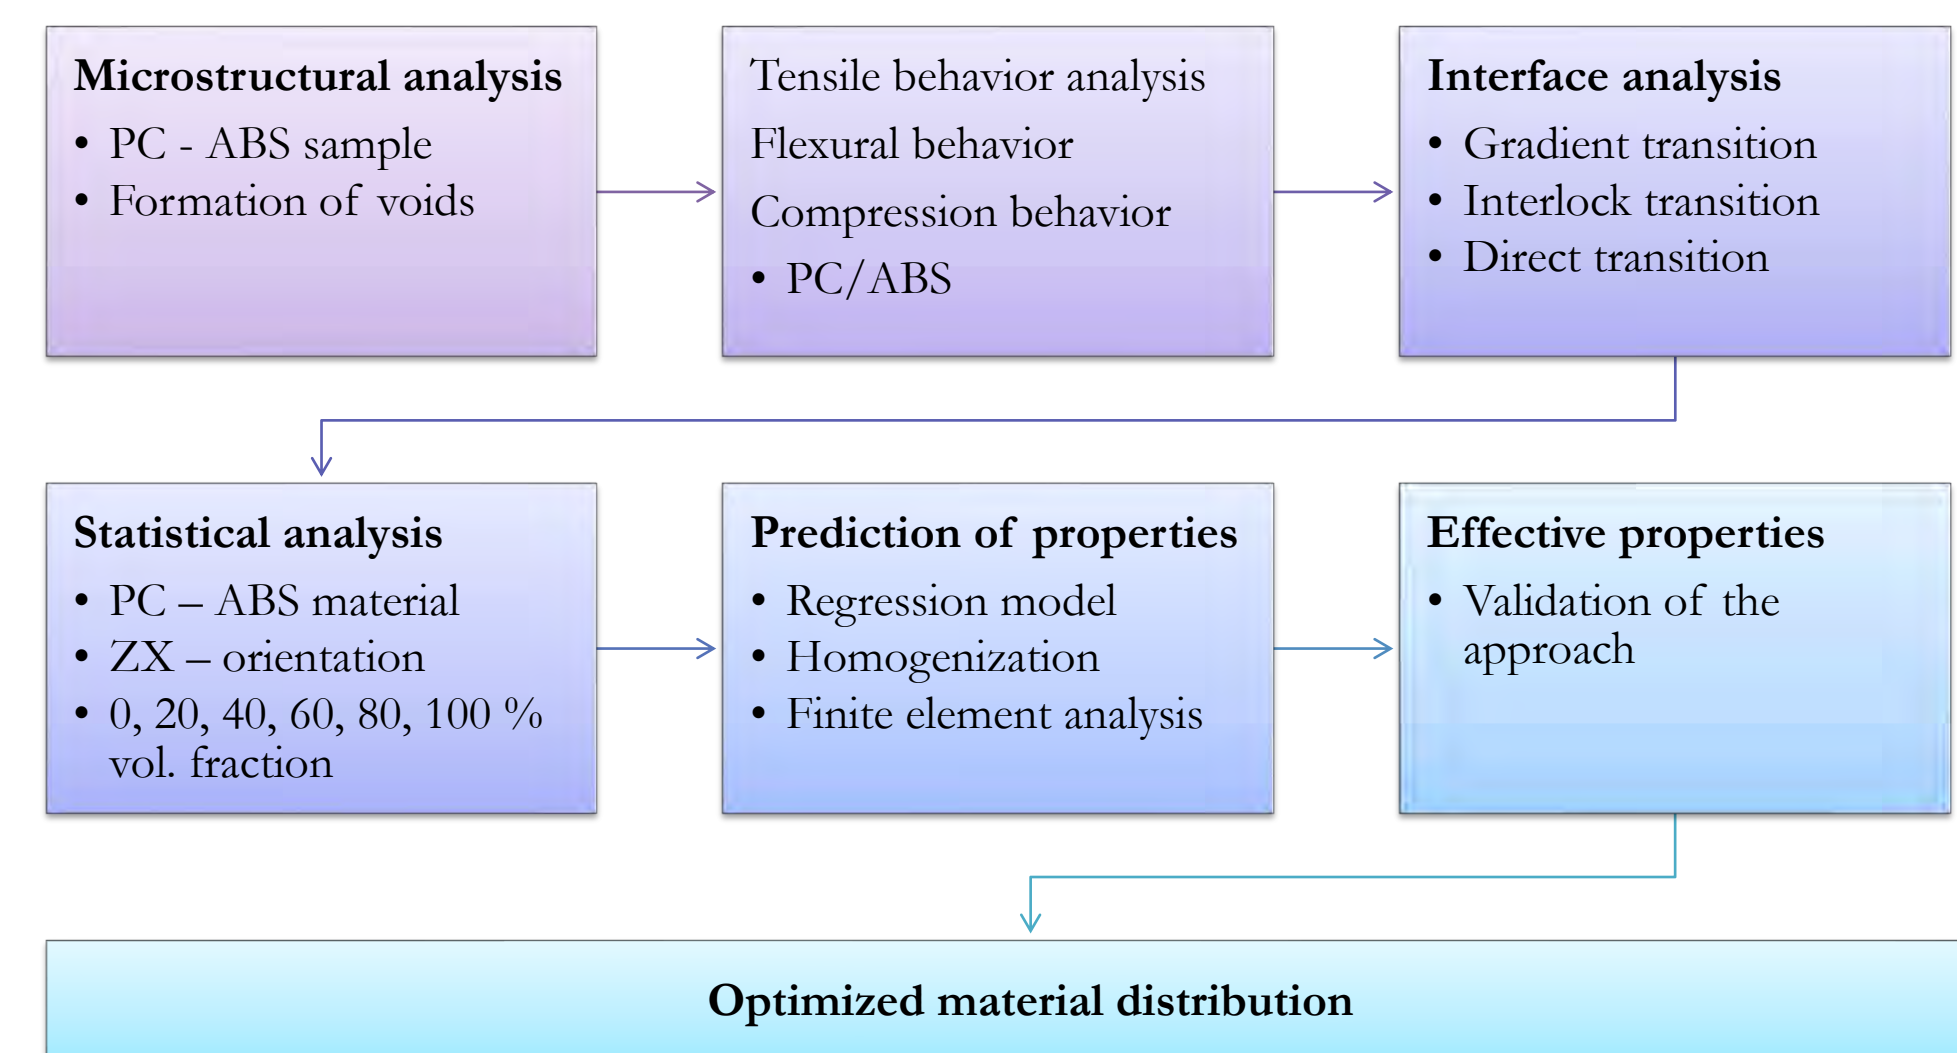 Microstructural analysis
• PC - ABS sample
• Formation of voids
Tensile behavior analysis
Flexural behavior
Compression behavior
• PC/ABS
Interface analysis
• Gradient transition
• Interlock transition
• Direct transition
Statistical analysis
• PC – ABS material
• ZX – orientation
• 0, 20, 40, 60, 80, 100 %
vol. fraction
Prediction of properties
• Regression model
• Homogenization
• Finite element analysis
Effective properties
• Validation of the
approach
Optimized material distribution